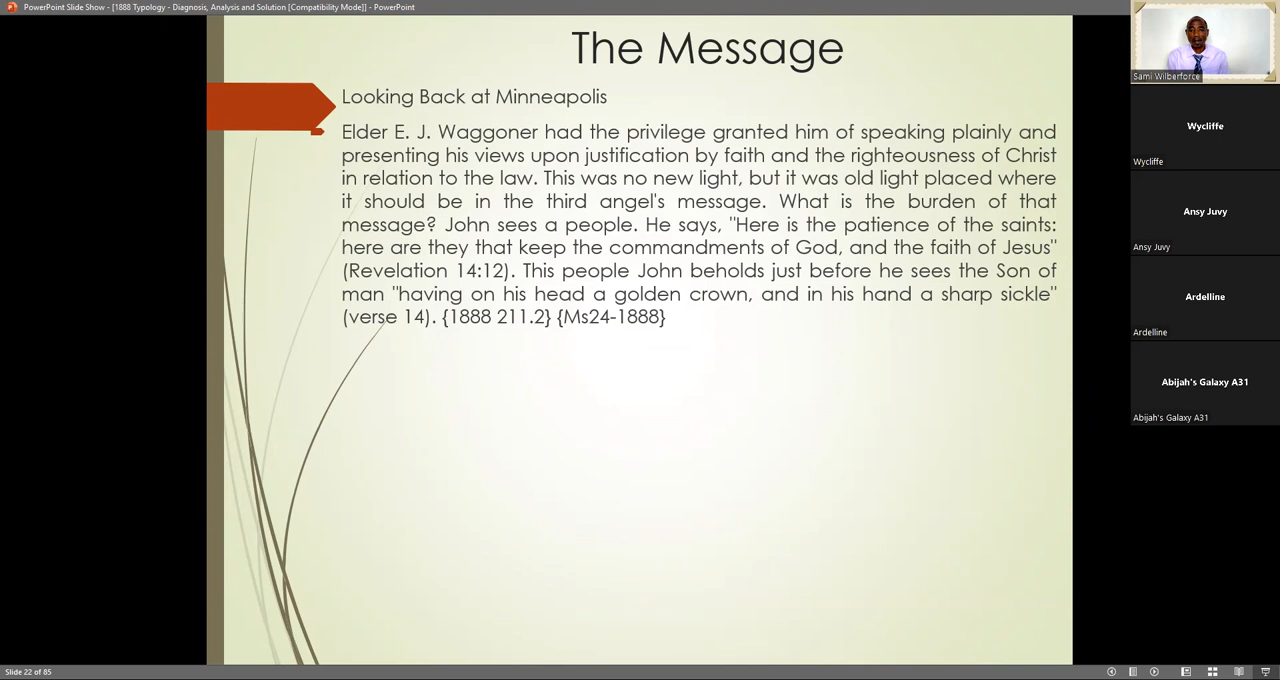 PowerPoint Slide Show - [1888 Typology - Diagnosis, Analysis and Solution [Compatibility Mode]] - PowerPoint
The Message
Looking Back at Minneapolis
Elder E. J. Waggoner had the privilege granted him of speaking plainly and
presenting his views upon justification by faith and the righteousness of Christ
in relation to the law. This was no new light, but it was old light placed where
it should be in the third angel's message. What is the burden of that
message? John sees a people. He says, "Here is the patience of the saints:
here are they that keep the commandments of God, and the faith of Jesus"
(Revelation 14:12). This people John beholds just before he sees the Son of
man "having on his head a golden crown, and in his hand a sharp sickle"
(verse 14). {1888 211.2} {Ms24-1888}
Sami Wilberforce
Wycliffe
Wycliffe
Ansy Juvy
Ansy Juvy
Ardelline
Ardelline
Abijah's Galaxy A31
Abijah's Galaxy A31
Slide 22 of 85